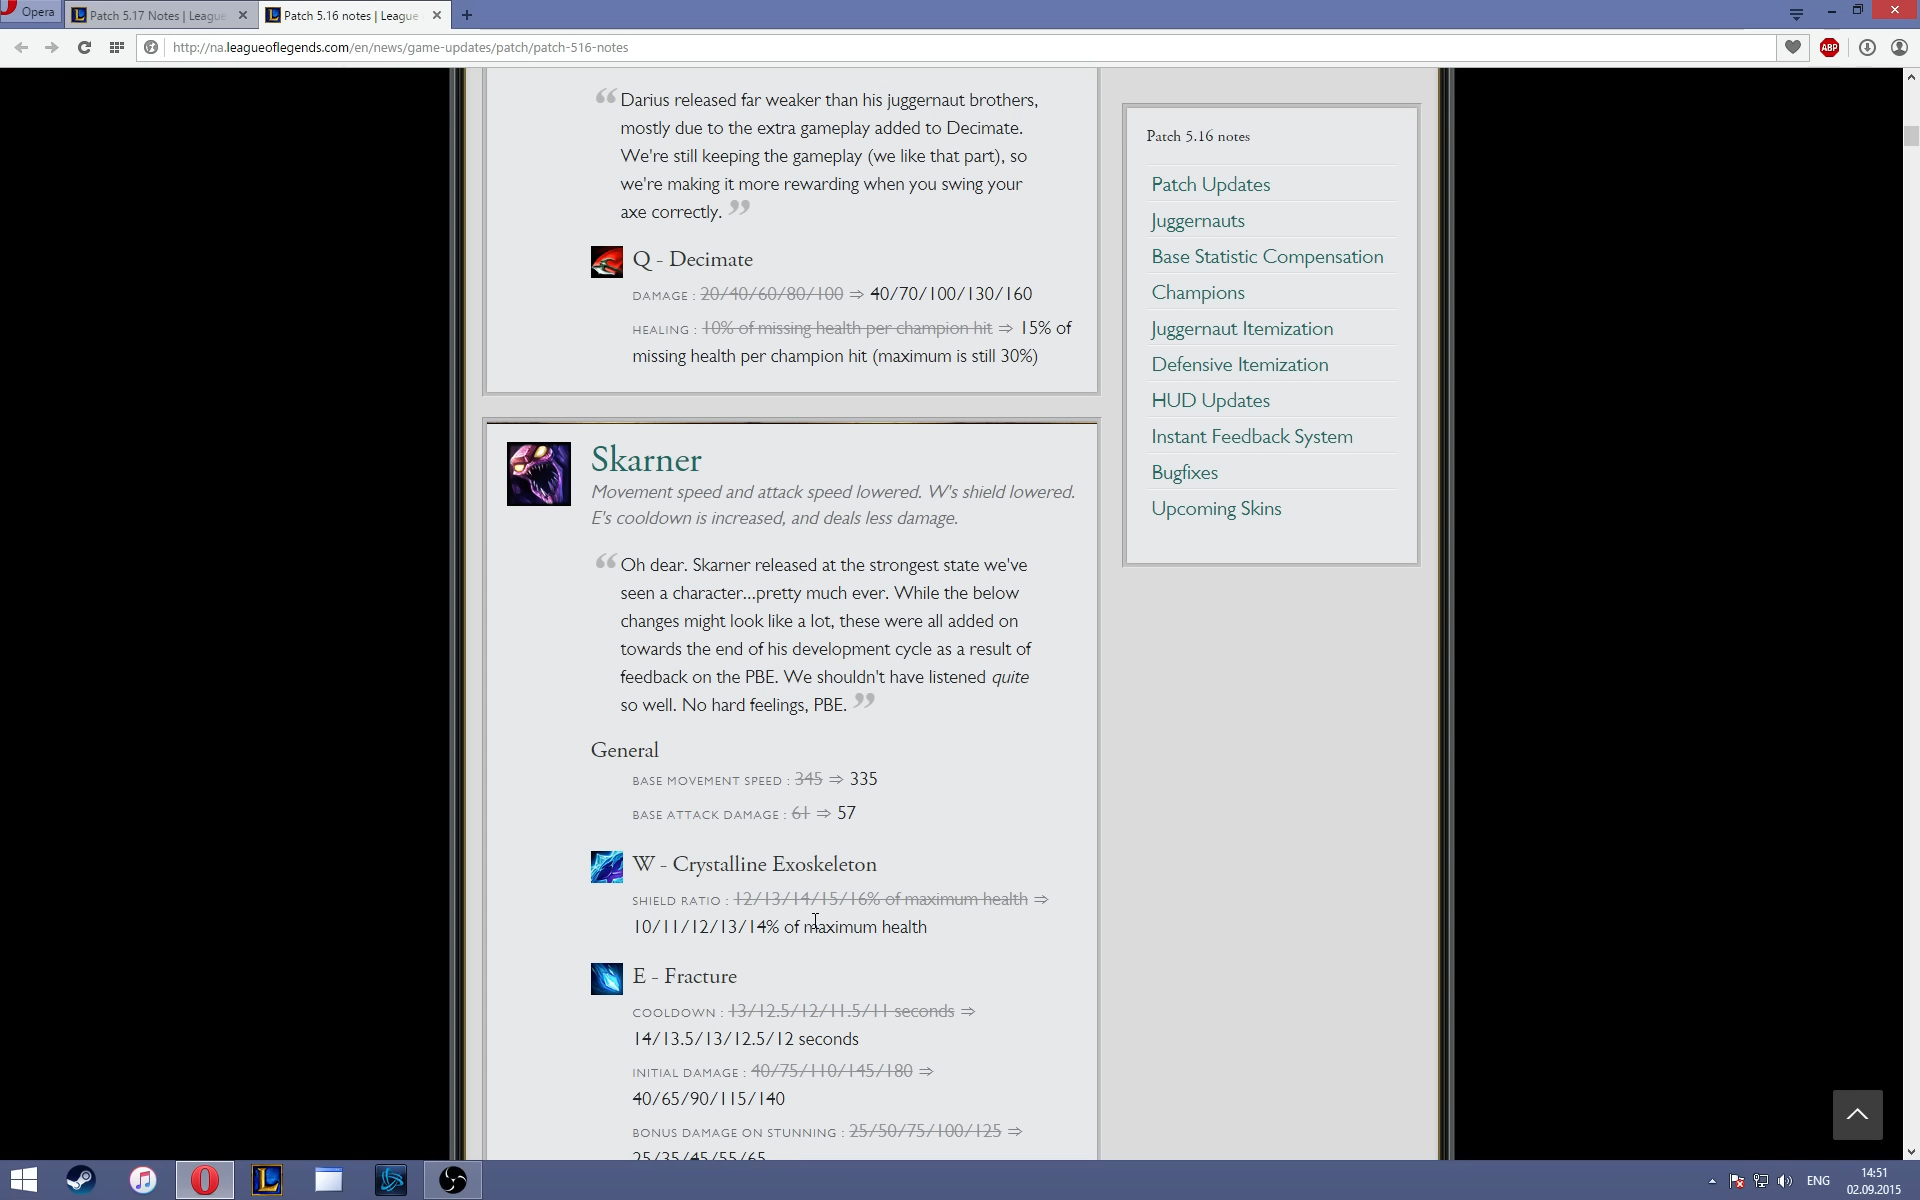 Opera
Patch 5.17 Notes | League
Patch 5.16 notes | League
http://na.leagueoflegends.com/en/news/game-updates/patch/patch-516-notes
ABP
“ Darius released far weaker than his juggernaut brothers,
mostly due to the extra gameplay added to Decimate.
We're still keeping the gameplay (we like that part), so
we're making it more rewarding when you swing your
axe correctly. ”
Q - Decimate
DAMAGE : 20/40/60/80/100 ⇒ 40/70/100/130/160
HEALING : 10% of missing health per champion hit ⇒ 15% of
missing health per champion hit (maximum is still 30%)
Skarner
Movement speed and attack speed lowered. W's shield lowered.
E's cooldown is increased, and deals less damage.
“ Oh dear. Skarner released at the strongest state we've
seen a character...pretty much ever. While the below
changes might look like a lot, these were all added on
towards the end of his development cycle as a result of
feedback on the PBE. We shouldn't have listened quite
so well. No hard feelings, PBE. ”
General
BASE MOVEMENT SPEED : 345 ⇒ 335
BASE ATTACK DAMAGE : 61 ⇒ 57
W - Crystalline Exoskeleton
SHIELD RATIO : 12/13/14/15/16% of maximum health ⇒
10/11/12/13/14% of maximum health
E - Fracture
COOLDOWN : 13/12.5/12/11.5/11 seconds ⇒
14/13.5/13/12.5/12 seconds
INITIAL DAMAGE : 40/75/110/145/180 ⇒
40/65/90/115/140
BONUS DAMAGE ON STUNNING : 25/50/75/100/125 ⇒
25/35/45/55/65
Patch 5.16 notes
Patch Updates
Juggernauts
Base Statistic Compensation
Champions
Juggernaut Itemization
Defensive Itemization
HUD Updates
Instant Feedback System
Bugfixes
Upcoming Skins
ENG
14:51
02.09.2015